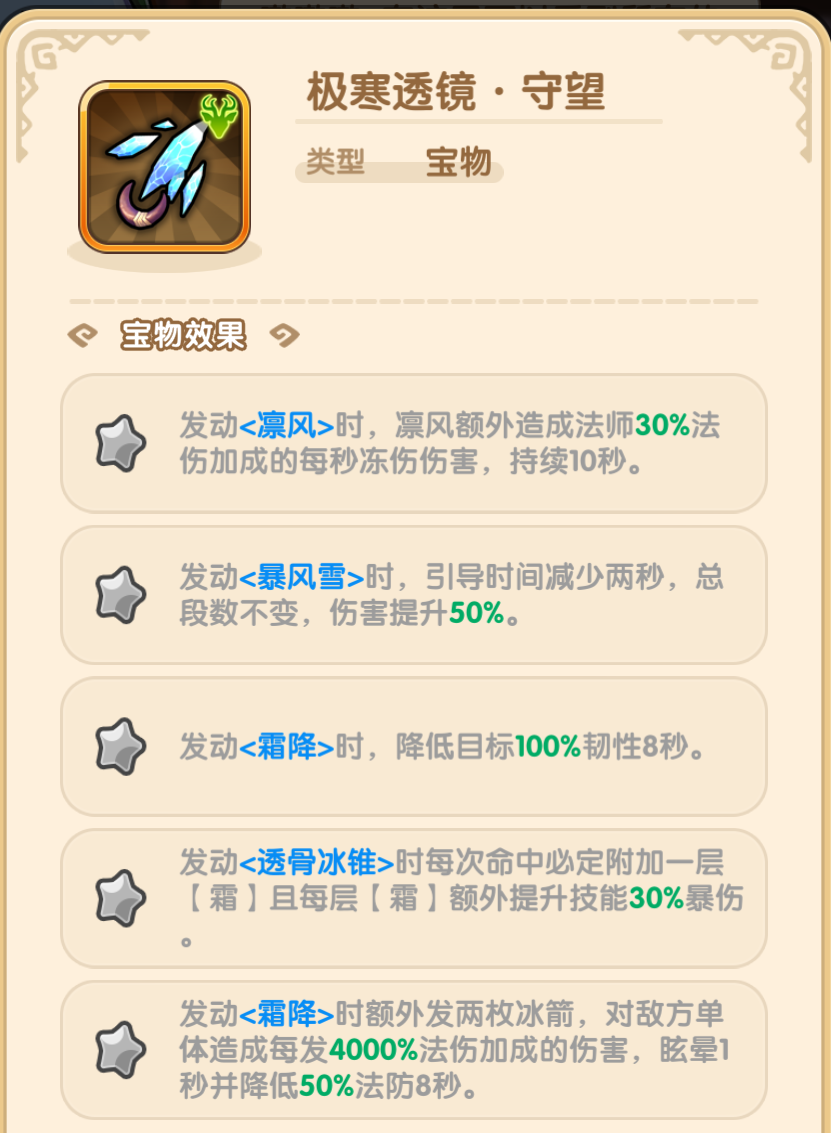 极寒透镜·守望
类型 宝物
宝物效果
发动<凛风>时，凛风额外造成法师30%法
伤加成的每秒冻伤伤害，持续10秒。
发动<暴风雪>时，引导时间减少两秒，总
段数不变，伤害提升50%。
发动<霜降>时，降低目标100%韧性8秒。
发动<透骨冰锥>时每次命中必定附加一层
【霜】且每层【霜】额外提升技能30%暴伤
。
发动<霜降>时额外发两枚冰箭，对敌方单
体造成每发4000%法伤加成的伤害，眩晕1
秒并降低50%法防8秒。